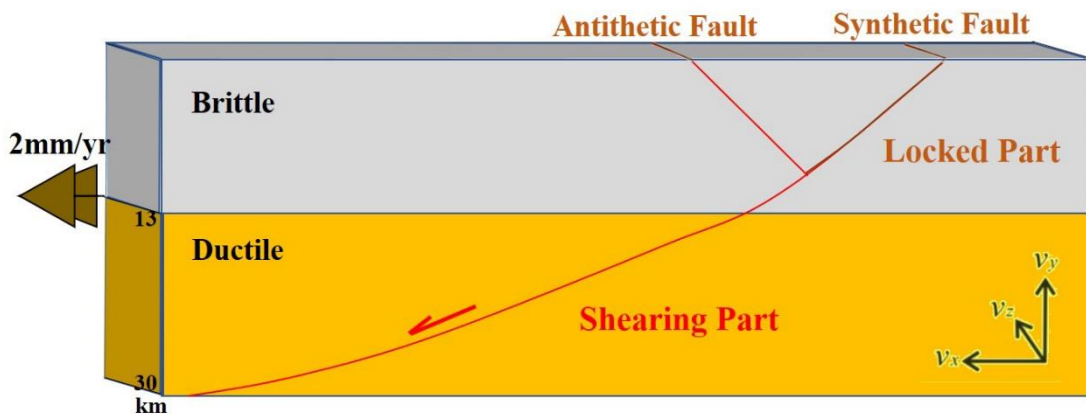 Antithetic Fault
Synthetic Fault
Brittle
2mm/yr
Locked Part
13
Ductile
Shearing Part
vy
vz
vx
30
km